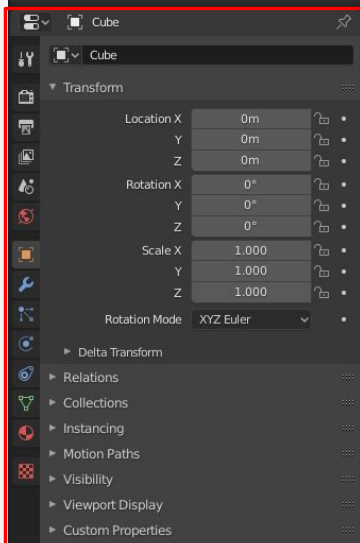 Cube
Cube
Transform
Location X 0m
Y 0m
Z 0m
Rotation X 0°
Y 0°
Z 0°
Scale X 1.000
Y 1.000
Z 1.000
Rotation Mode XYZ Euler
Delta Transform
Relations
Collections
Instancing
Motion Paths
Visibility
Viewport Display
Custom Properties